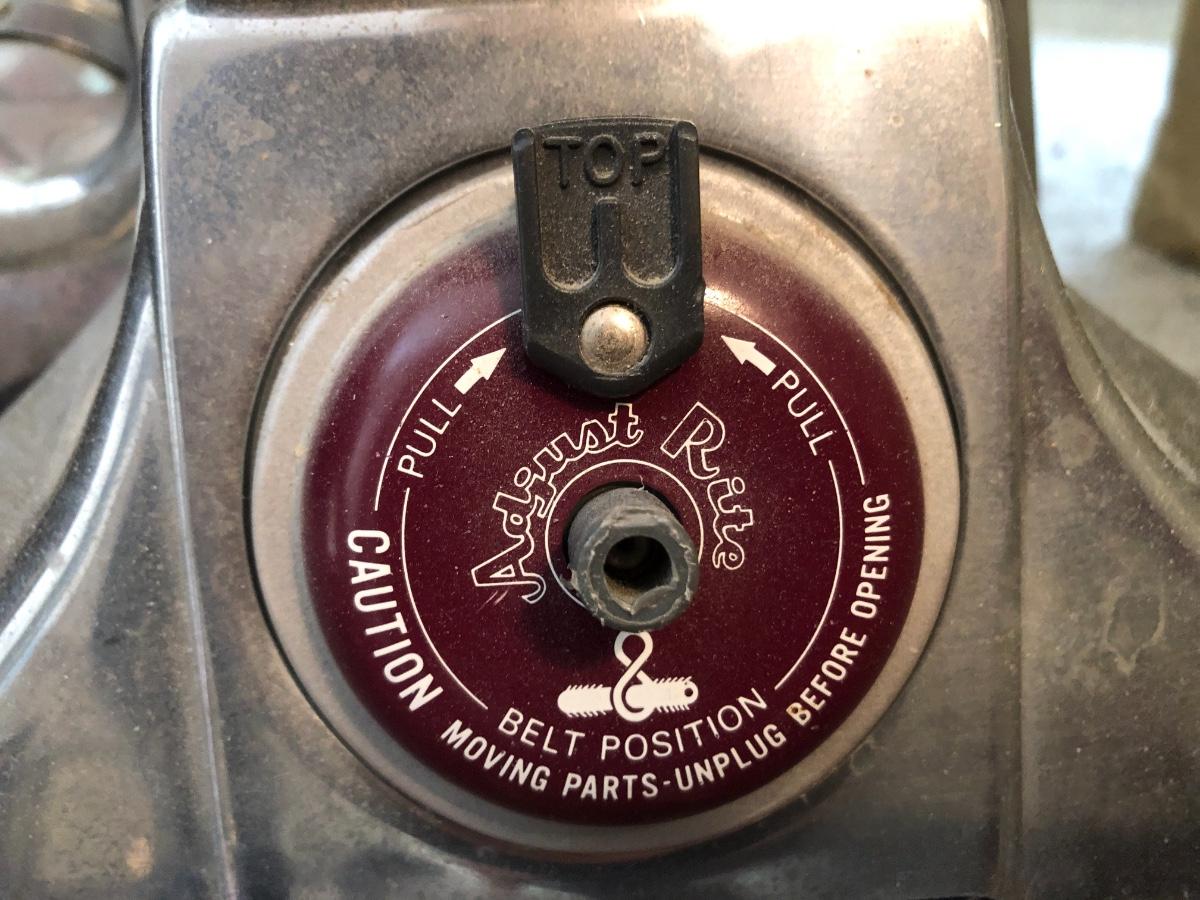 TOP
PULL
PULL
Adjust Rite
BELT POSITION
CAUTION
MOVING PARTS-UNPLUG BEFORE OPENING